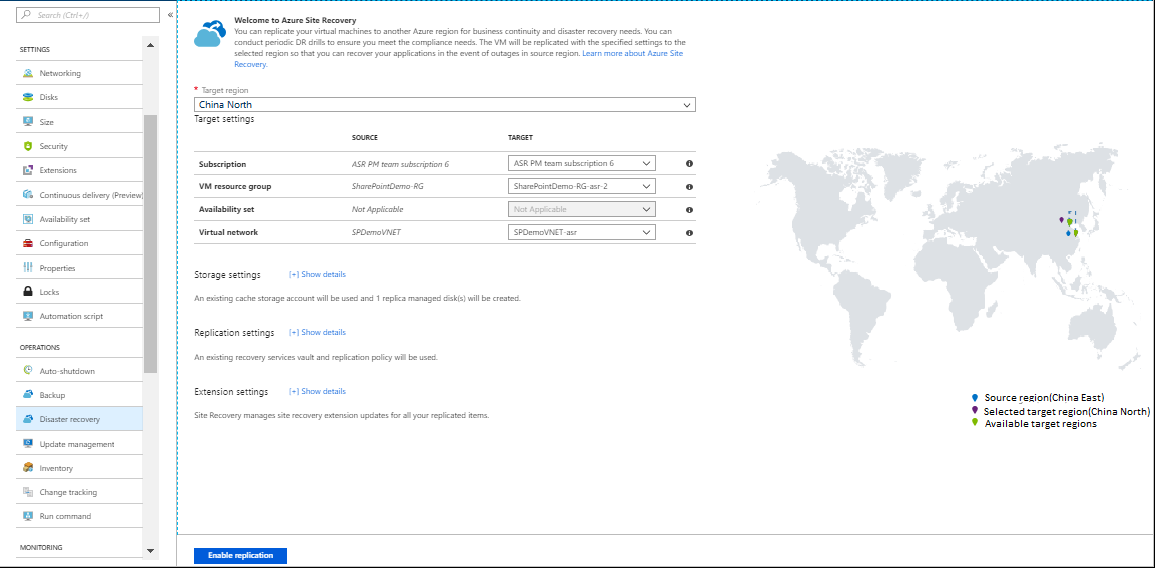 Search (Ctrl+/)
«
SETTINGS
Networking
Disks
Size
Security
Extensions
Continuous delivery (Preview)
Availability set
Configuration
Properties
Locks
Automation script
OPERATIONS
Auto-shutdown
Backup
Disaster recovery
Update management
Inventory
Change tracking
Run command
MONITORING
Welcome to Azure Site Recovery
You can replicate your virtual machines to another Azure region for business continuity and disaster recovery needs. You can
conduct periodic DR drills to ensure you meet the compliance needs. The VM will be replicated with the specified settings to the
selected region so that you can recover your applications in the event of outages in source region. Learn more about Azure Site
Recovery.
* Target region
China North
Target settings
SOURCE TARGET
Subscription ASR PM team subscription 6 ASR PM team subscription 6
VM resource group SharePointDemo-RG SharePointDemo-RG-asr-2
Availability set Not Applicable Not Applicable
Virtual network SPDemoVNET SPDemoVNET-asr
Storage settings [+] Show details
An existing cache storage account will be used and 1 replica managed disk(s) will be created.
Replication settings [+] Show details
An existing recovery services vault and replication policy will be used.
Extension settings [+] Show details
Site Recovery manages site recovery extension updates for all your replicated items.
Source region(China East)
Selected target region(China North)
Available target regions
Enable replication